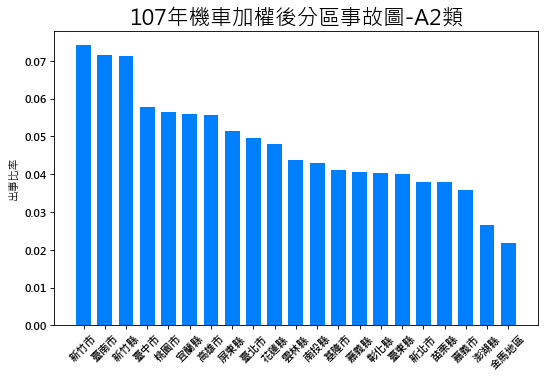 107年機車加權後分區事故圖-A2類
出事比率
0.07
0.06
0.05
0.04
0.03
0.02
0.01
0.00
新竹市
臺南市
新竹縣
臺中市
桃園市
宜蘭縣
高雄市
屏東縣
臺北市
花蓮縣
雲林縣
南投縣
基隆市
嘉義縣
彰化縣
臺東縣
新北市
苗栗縣
嘉義市
澎湖縣
金馬地區